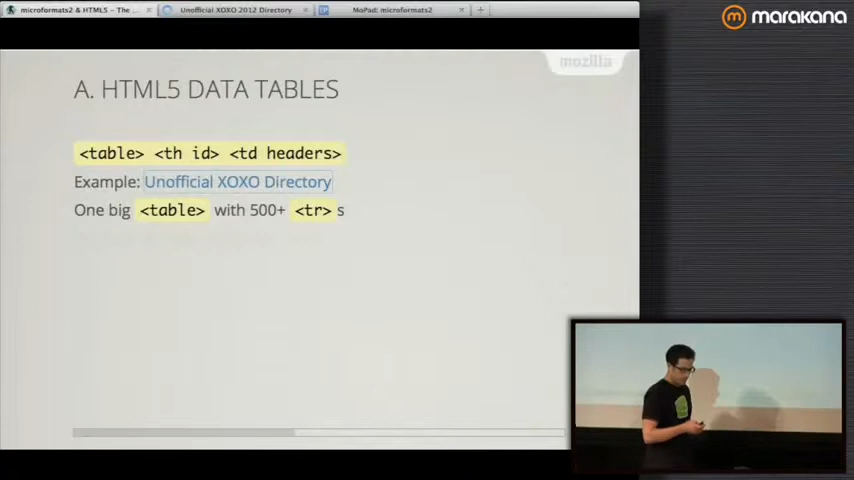 microformats2 & HTML5 – The ...
Unofficial XOXO 2012 Directory
MoPad: microformats2
marakana
mozilla
A. HTML5 DATA TABLES
<table> <th id> <td headers>
Example: Unofficial XOXO Directory
One big <table> with 500+ <tr> s